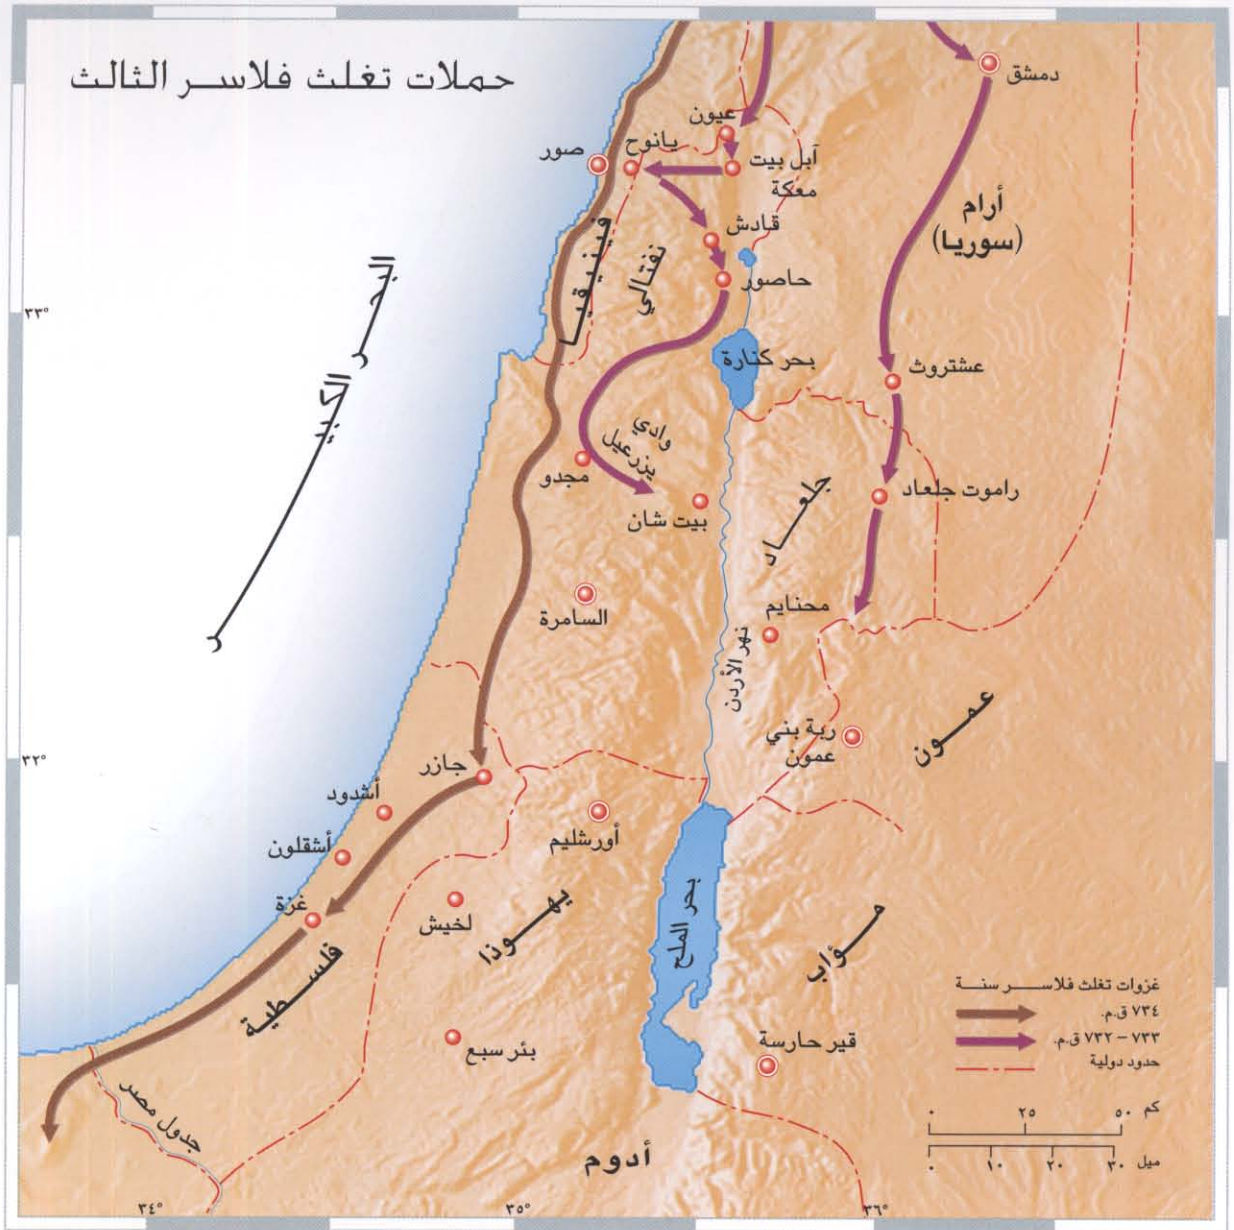 حملات تغلث فلاسر الثالث
دمشق
عيون
يانوح
صور
آبل بيت
معكة
أرام
(سوريا)
قادش
فينيقيا
نفتالي
حاصور
البحر الكبير
٣٣°
بحر كنارة
عشتروث
وادي
يزرعيل
مجدو
راموت جلعاد
بيت شان
جلعاد
السامرة
محنايم
نهر الأردن
عمون
ربة بني
عمون
٣٢°
جازر
أشدود
أورشليم
أشقلون
غزة
لخيش
يهوذا
بحر الملح
مؤاب
فلسطية
بئر سبع
قير حارسة
جدول مصر
أدوم
غزوات تغلث فلاسر سنة
٧٣٤ ق.م.
٧٣٣ – ٧٣٢ ق.م.
حدود دولية
٠ ٢٥ ٥٠ كم
٠ ١٠ ٢٠ ٣٠ ميل
٣٤° ٣٥° ٣٦°